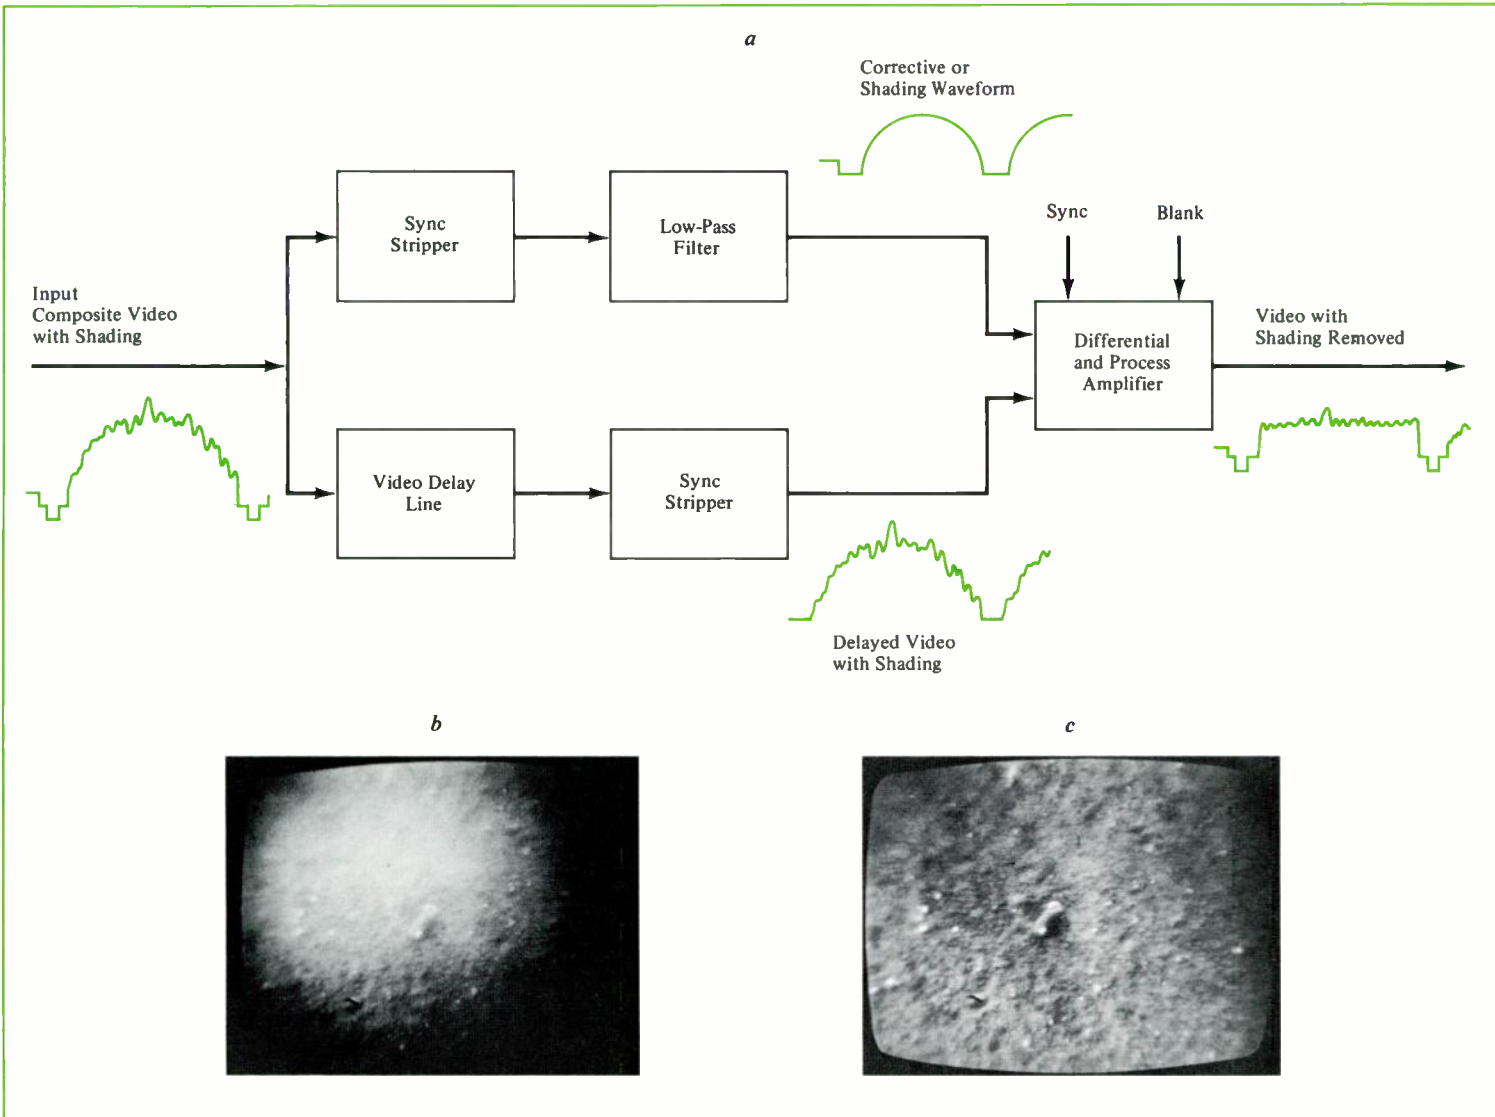 a
Corrective or
Shading Waveform
Sync
Stripper
Low-Pass
Filter
Sync
Blank
Input
Composite Video
with Shading
Differential
and Process
Amplifier
Video with
Shading Removed
Video Delay
Line
Sync
Stripper
Delayed Video
with Shading
b
c